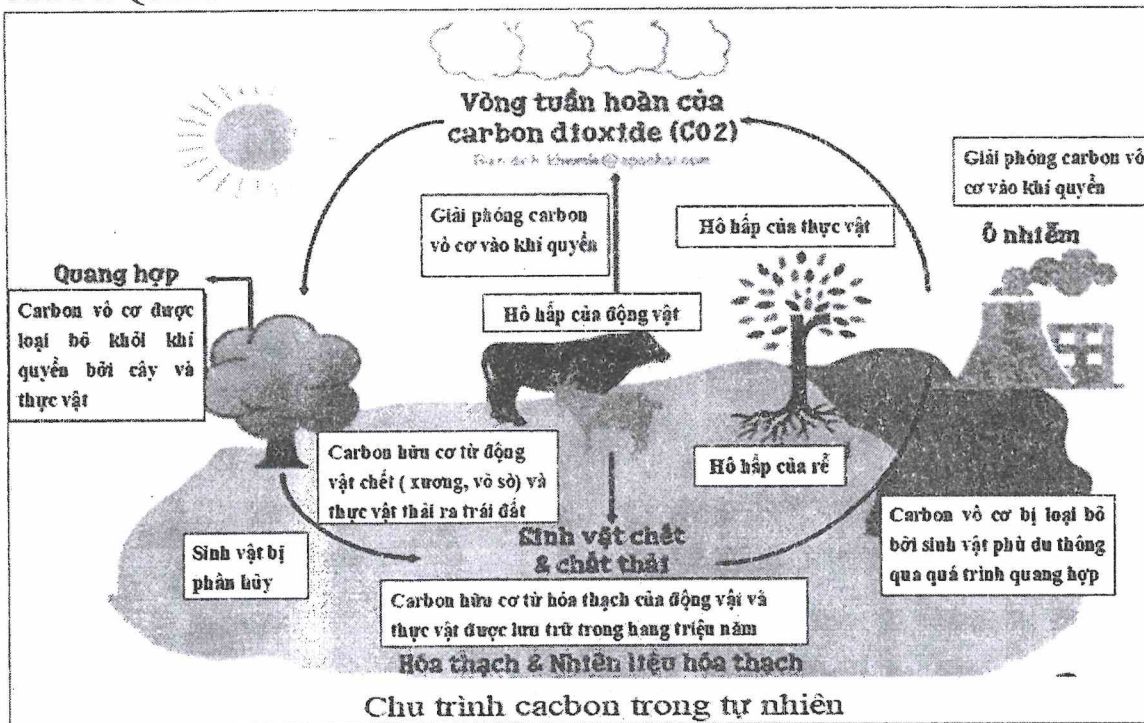 Vòng tuần hoàn của
carbon dioxide (CO2)
Giải phóng carbon vô
cơ vào khí quyển
Ô nhiễm
Giải phóng carbon
vô cơ vào khí quyển
Hô hấp của thực vật
Quang hợp
Carbon vô cơ được
loại bỏ khỏi khí
quyển bởi cây và
thực vật
Hô hấp của động vật
Carbon hữu cơ từ động
vật chết ( xương, vỏ sò) và
thực vật thải ra trái đất
Hô hấp của rễ
Sinh vật bị
phân hủy
Sinh vật chết
& chất thải
Carbon vô cơ bị loại bỏ
bởi sinh vật phù du thông
qua quá trình quang hợp
Carbon hữu cơ từ hóa thạch của động vật và
thực vật được lưu trữ trong hang triệu năm
Hóa thạch & Nhiên liệu hóa thạch
Chu trình cacbon trong tự nhiên